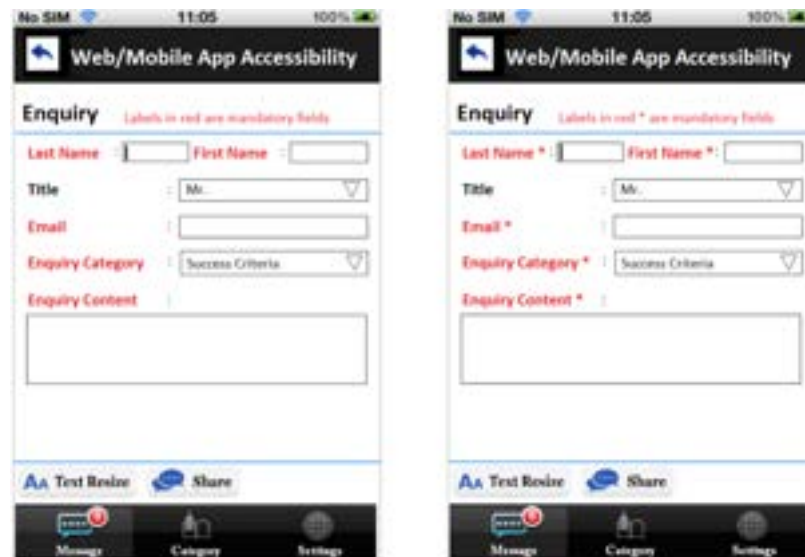 No SIM 11:05 100%
Web/Mobile App Accessibility
Enquiry Labels in red are mandatory fields
Last Name : First Name :
Title : Mr.
Email :
Enquiry Category : Success Criteria
Enquiry Content :
AA Text Resize Share
Message Category Settings
No SIM 11:05 100%
Web/Mobile App Accessibility
Enquiry Labels in red * are mandatory fields
Last Name * : First Name * :
Title : Mr.
Email * :
Enquiry Category * : Success Criteria
Enquiry Content * :
AA Text Resize Share
Message Category Settings